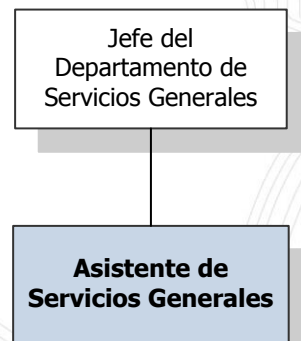 Jefe del
Departamento de
Servicios Generales
Asistente de
Servicios Generales